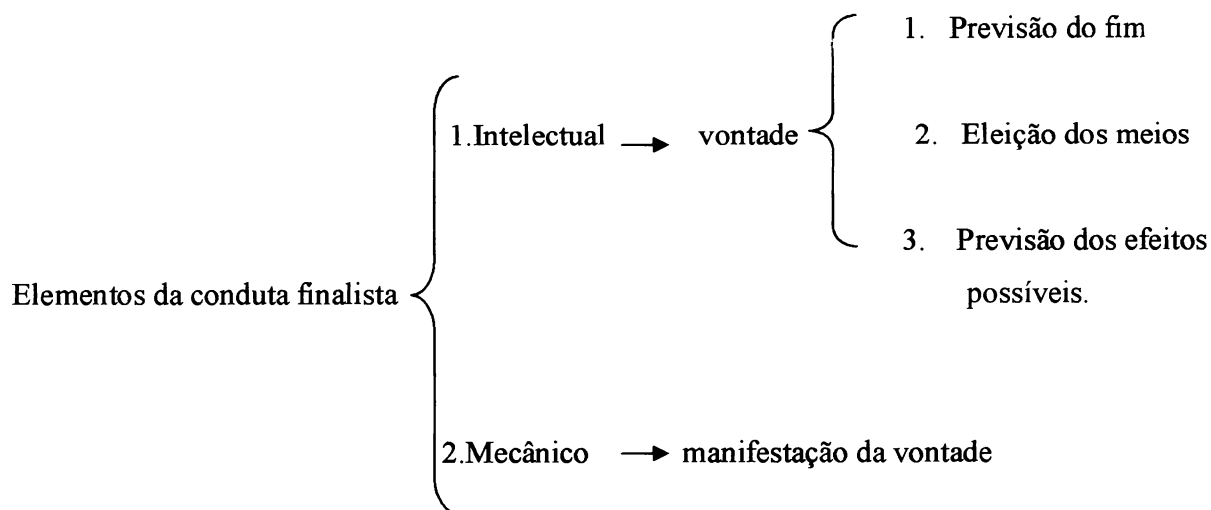 1. Previsão do fim
1.Intelectual → vontade
2. Eleição dos meios
3. Previsão dos efeitos
possíveis.
Elementos da conduta finalista
2.Mecânico → manifestação da vontade